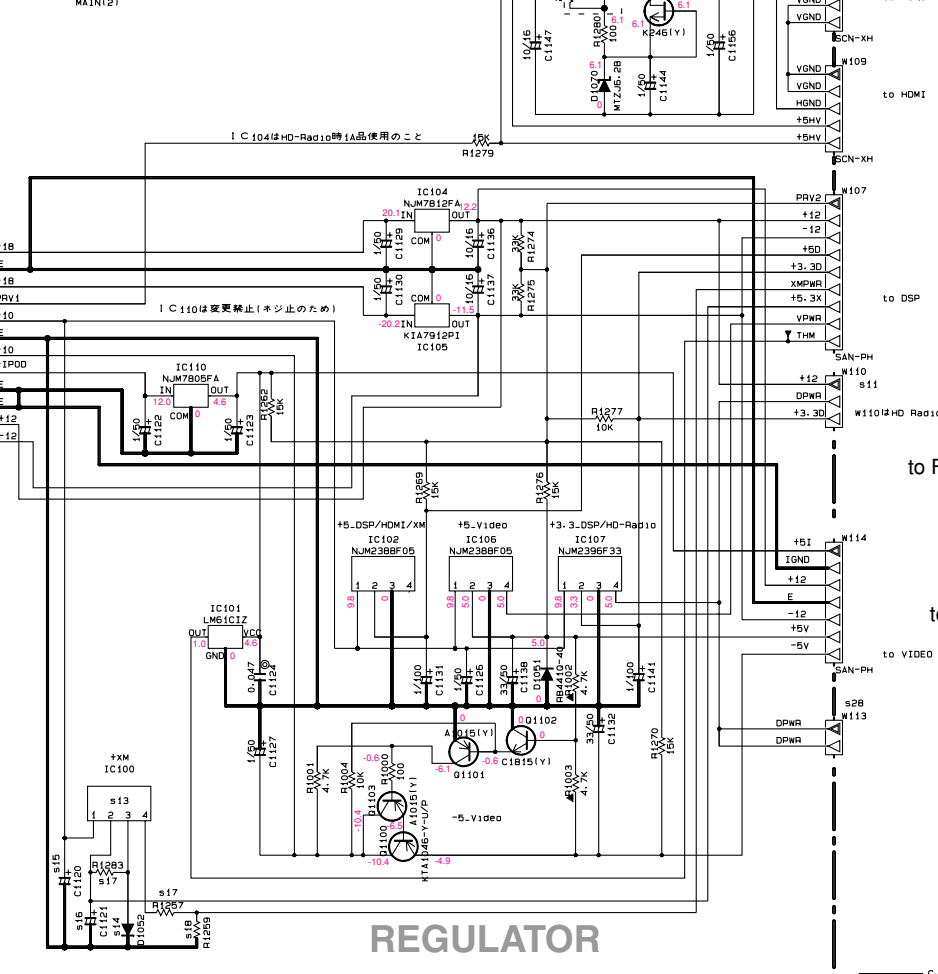 MAIN(2)
6.1
6.1
6.1
K246(Y)
R1280
100
10/16
C1147
1/50
C1156
6.1
D1070
0
MTZJ6.2B
1/50
C1144
VGND
VGND
SCN-XH
W109
VGND
VGND
HGND
+5HV
+5HV
to HDMI
SCN-XH
IC104はHD-Radio時1A品使用のこと
15K
R1279
W107
PRV2
+12
-12
+5D
+3.3D
XMPWR
+5.3X
VPWR
THM
to DSP
SAN-PH
IC104
NJM7812FA
20.1
IN
OUT
12.2
COM
0
1/50
C1129
10/16
C1136
33K
R1274
1/50
C1130
10/16
C1137
33K
R1275
COM
0
-20.2
IN
OUT
-11.5
KIA7912PI
IC105
18
E
18
PRV1
10
E
10
IPOD
E
E
+12
-12
IC110は変更禁止(ネジ止のため)
IC110
NJM7805FA
IN
OUT
12.0
4.6
COM
0
1/50
C1122
1/50
C1123
R1262
15K
W110
+12
s11
DPWR
+3.3D
W110はHD Radio
R1277
10K
to F
R1269
15K
R1276
15K
+5_DSP/HDMI/XM
IC102
NJM2388F05
1 2 3 4
9.8
0
+5_Video
IC106
NJM2388F05
1 2 3 4
9.8
5.0
0
5.0
+3.3_DSP/HD-Radio
IC107
NJM2396F33
1 2 3 4
9.8
3.3
0
5.0
W114
+5I
IGND
+12
E
-12
+5V
-5V
to
to VIDEO
SAN-PH
IC101
LM61CIZ
OUT
VCC
1.0
4.6
GND
0
0.047
C1124
1/50
C1127
1/100
C1131
1/50
C1126
33/50
C1138
5.0
D1051
0
RB441Q-40
R1002
4.7K
1/100
C1141
33/50
C1132
s28
W113
DPWR
DPWR
0
A1015(Y)
Q1101
-6.1
-0.6
Q1102
0
C1815(Y)
R1270
15K
R1001
4.7K
R1004
10K
-0.6
R1000
100
Q1103
A1015(Y)
-10.4
-6.5
Q1100
KTA1046-Y-U/P
-10.4
-4.9
-5_Video
R1003
4.7K
+XM
IC100
s13
1 2 3 4
s15
C1120
R1283
s17
s16
C1121
s14
D1052
s17
R1257
s18
R1259
REGULATOR